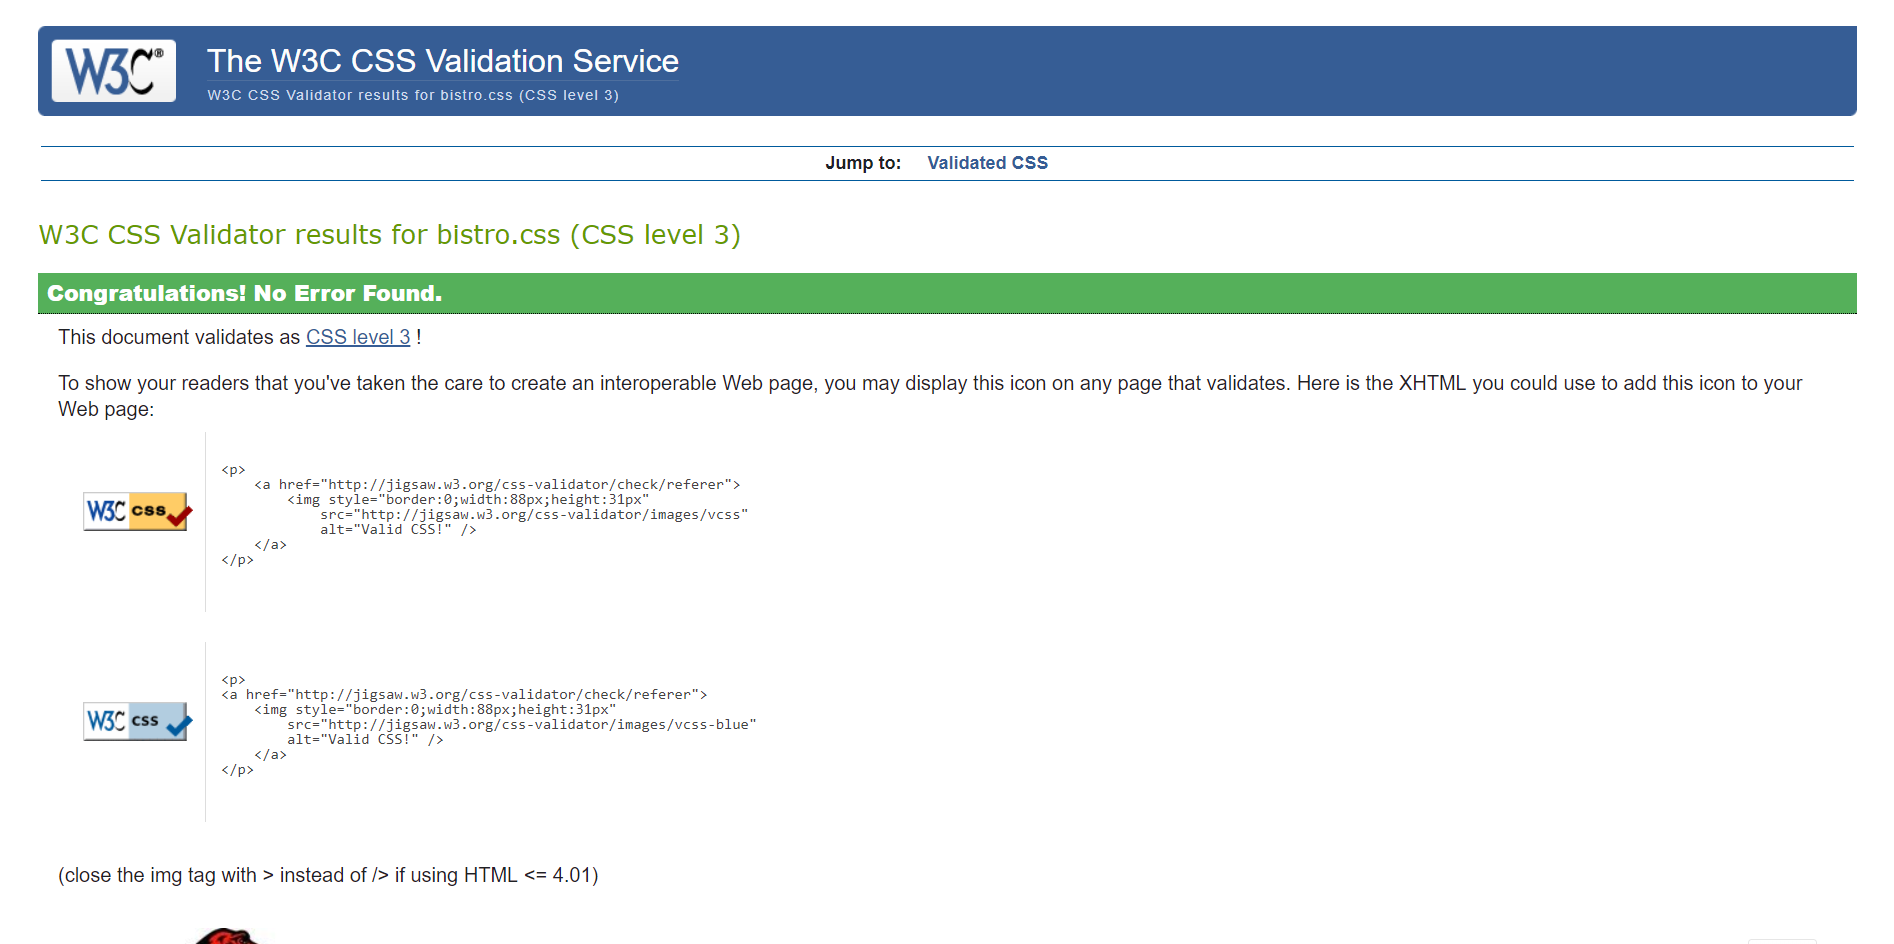 W3C®
The W3C CSS Validation Service
W3C CSS Validator results for bistro.css (CSS level 3)
Jump to: Validated CSS
W3C CSS Validator results for bistro.css (CSS level 3)
Congratulations! No Error Found.
This document validates as CSS level 3 !
To show your readers that you've taken the care to create an interoperable Web page, you may display this icon on any page that validates. Here is the XHTML you could use to add this icon to your
Web page:
W3C css
<p>
    <a href="http://jigsaw.w3.org/css-validator/check/referer">
        <img style="border:0;width:88px;height:31px"
            src="http://jigsaw.w3.org/css-validator/images/vcss"
            alt="Valid CSS!" />
    </a>
</p>
W3C css
<p>
<a href="http://jigsaw.w3.org/css-validator/check/referer">
    <img style="border:0;width:88px;height:31px"
        src="http://jigsaw.w3.org/css-validator/images/vcss-blue"
        alt="Valid CSS!" />
    </a>
</p>
(close the img tag with > instead of /> if using HTML <= 4.01)